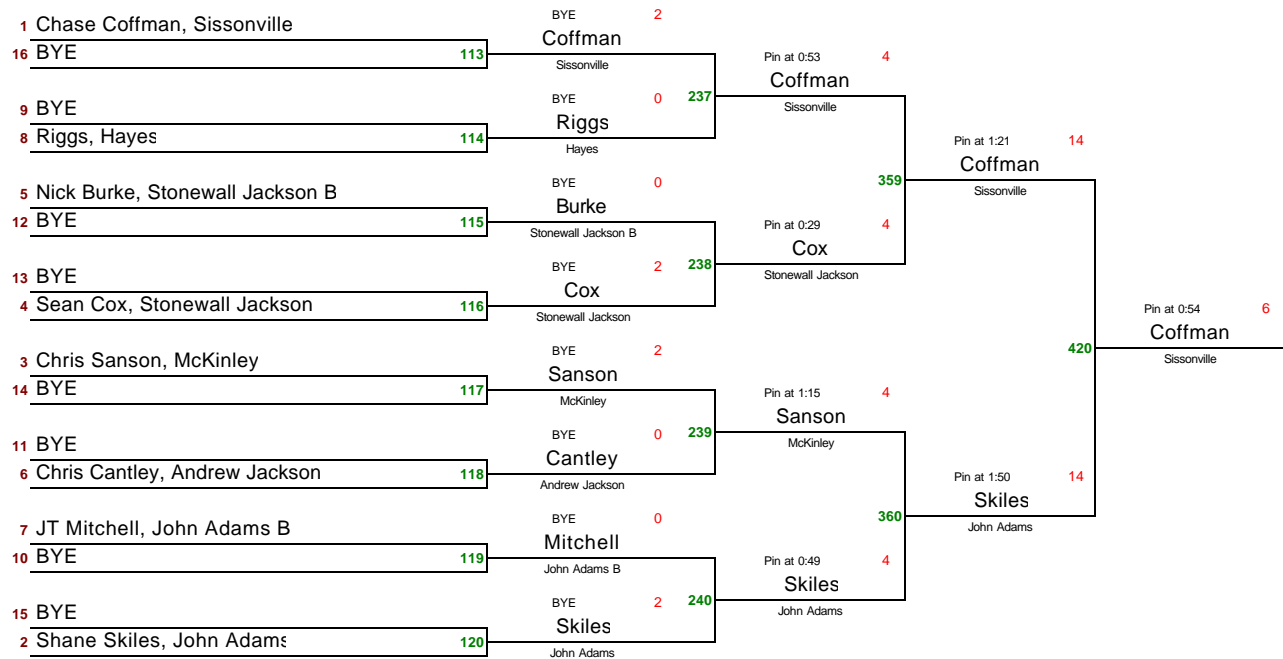 1 Chase Coffman, Sissonville
16 BYE
113
BYE 2
Coffman
Sissonville
9 BYE
8 Riggs, Hayes
114
BYE 0
Riggs
Hayes
237
Pin at 0:53 4
Coffman
Sissonville
5 Nick Burke, Stonewall Jackson B
12 BYE
115
BYE 0
Burke
Stonewall Jackson B
13 BYE
4 Sean Cox, Stonewall Jackson
116
BYE 2
Cox
Stonewall Jackson
238
Pin at 0:29 4
Cox
Stonewall Jackson
359
Pin at 1:21 14
Coffman
Sissonville
3 Chris Sanson, McKinley
14 BYE
117
BYE 2
Sanson
McKinley
11 BYE
6 Chris Cantley, Andrew Jackson
118
BYE 0
Cantley
Andrew Jackson
239
Pin at 1:15 4
Sanson
McKinley
7 JT Mitchell, John Adams B
10 BYE
119
BYE 0
Mitchell
John Adams B
15 BYE
2 Shane Skiles, John Adams
120
BYE 2
Skiles
John Adams
240
Pin at 0:49 4
Skiles
John Adams
360
Pin at 1:50 14
Skiles
John Adams
420
Pin at 0:54 6
Coffman
Sissonville